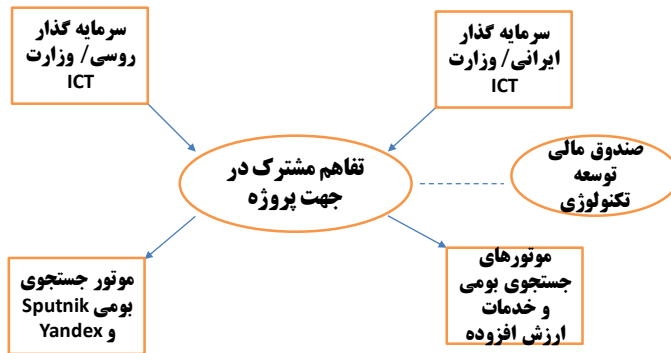 سرمایه گذار
ایرانی/ وزارت
ICT
سرمایه گذار
روسی/ وزارت
ICT
صندوق مالی
توسعه
تکنولوژی
تفاهم مشترک در
جهت پروژه
موتورهای
جستجوی بومی
و خدمات
ارزش افزوده
موتور جستجوی
بومی Sputnik
و Yandex